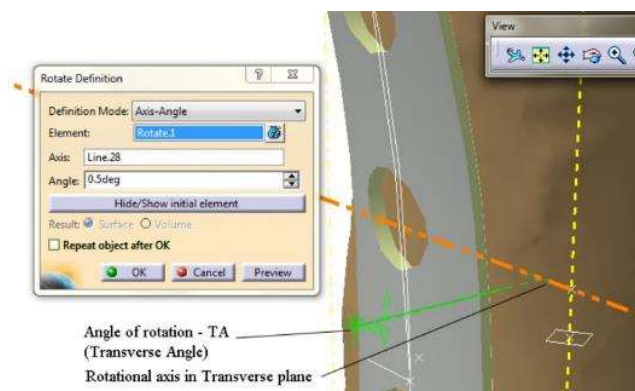 View
Rotate Definition
Definition Mode: Axis-Angle
Element: Rotate.1
Axis: Line.28
Angle: 0.5deg
Hide/Show initial element
Result: Surface Volume
Repeat object after OK
OK Cancel Preview
Angle of rotation - TA
(Transverse Angle)
Rotational axis in Transverse plane